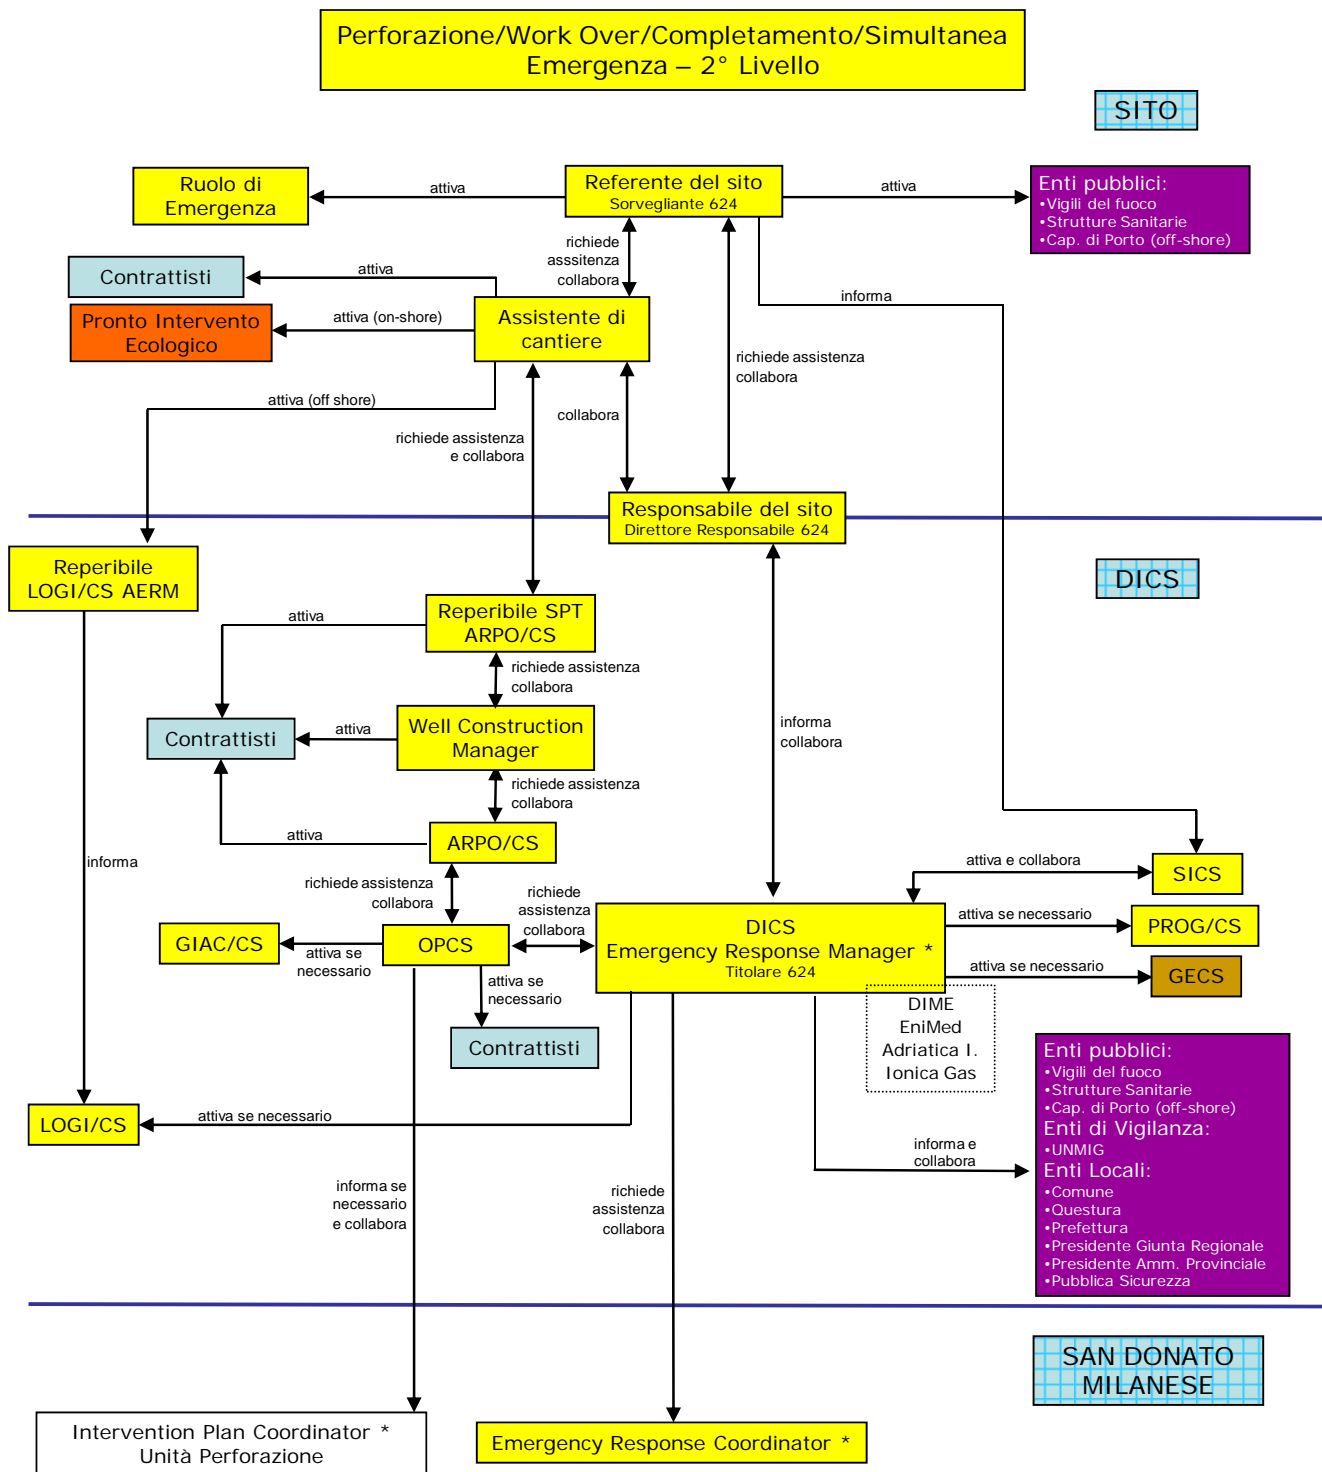 Perforazione/Work Over/Completamento/Simultanea
Emergenza – 2° Livello
SITO
Ruolo di
Emergenza
attiva
Referente del sito
Sorvegliante 624
attiva
Enti pubblici:
•Vigili del fuoco
•Strutture Sanitarie
•Cap. di Porto (off-shore)
richiede
asssitenza
collabora
Contrattisti
attiva
informa
Pronto Intervento
Ecologico
attiva (on-shore)
Assistente di
cantiere
richiede assistenza
collabora
attiva (off shore)
collabora
richiede assistenza
e collabora
Responsabile del sito
Direttore Responsabile 624
Reperibile
LOGI/CS AERM
DICS
attiva
Reperibile SPT
ARPO/CS
richiede assistenza
collabora
Contrattisti
attiva
Well Construction
Manager
informa
collabora
richiede assistenza
collabora
attiva
ARPO/CS
informa
attiva e collabora
SICS
richiede assistenza
collabora
richiede
assistenza
collabora
GIAC/CS
attiva se
necessario
OPCS
DICS
Emergency Response Manager *
Titolare 624
attiva se necessario
PROG/CS
attiva se
necessario
attiva se necessario
GECS
DIME
EniMed
Adriatica I.
Ionica Gas
Contrattisti
Enti pubblici:
•Vigili del fuoco
•Strutture Sanitarie
•Cap. di Porto (off-shore)
Enti di Vigilanza:
•UNMIG
Enti Locali:
•Comune
•Questura
•Prefettura
•Presidente Giunta Regionale
•Presidente Amm. Provinciale
•Pubblica Sicurezza
LOGI/CS
attiva se necessario
informa e
collabora
informa se
necessario
e collabora
richiede
assistenza
collabora
SAN DONATO
MILANESE
Intervention Plan Coordinator *
Unità Perforazione
Emergency Response Coordinator *